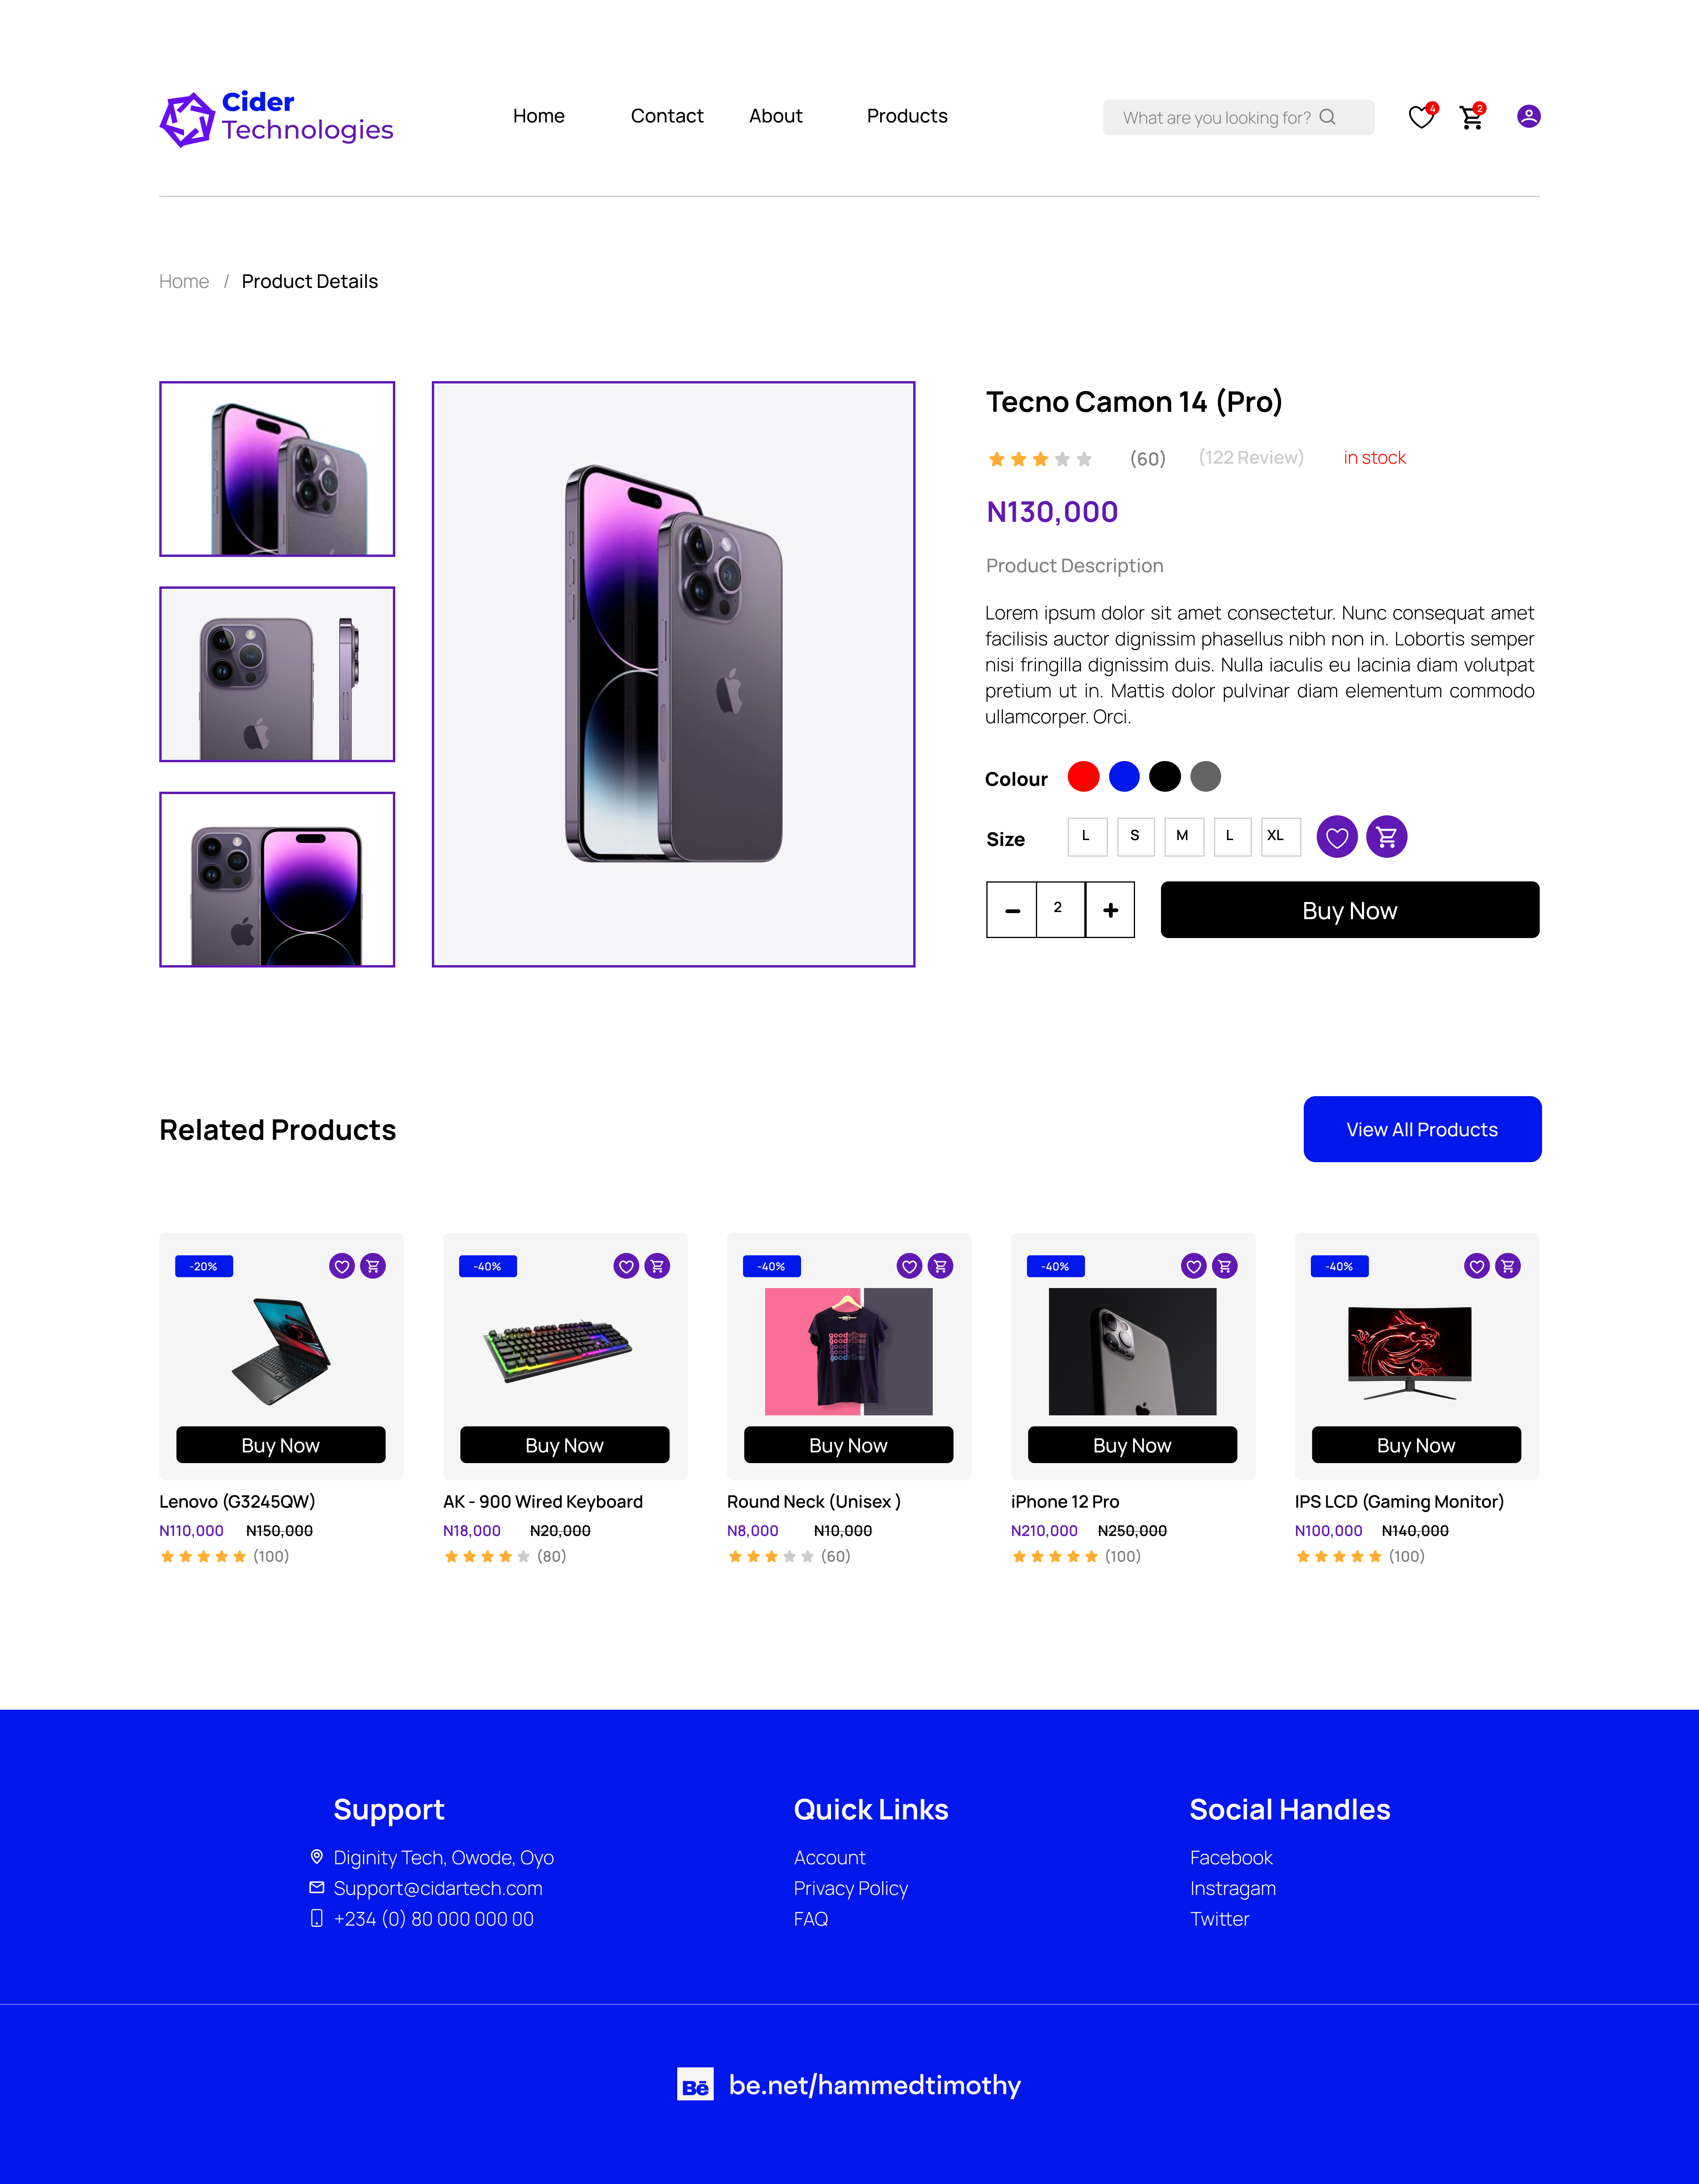 Cider
Technologies
Home Contact About Products
What are you looking for?
4
2
Home / Product Details
Tecno Camon 14 (Pro)
(60) (122 Review) in stock
N130,000
Product Description
Lorem ipsum dolor sit amet consectetur. Nunc consequat amet
facilisis auctor dignissim phasellus nibh non in. Lobortis semper
nisi fringilla dignissim duis. Nulla iaculis eu lacinia diam volutpat
pretium ut in. Mattis dolor pulvinar diam elementum commodo
ullamcorper. Orci.
Colour
Size L S M L XL
− 2 + Buy Now
Related Products
View All Products
-20%
Buy Now
Lenovo (G3245QW)
N110,000 N150,000
(100)
-40%
Buy Now
AK - 900 Wired Keyboard
N18,000 N20,000
(80)
-40%
Buy Now
Round Neck (Unisex )
N8,000 N10,000
(60)
-40%
Buy Now
iPhone 12 Pro
N210,000 N250,000
(100)
-40%
Buy Now
IPS LCD (Gaming Monitor)
N100,000 N140,000
(100)
Support
Diginity Tech, Owode, Oyo
Support@cidartech.com
+234 (0) 80 000 000 00
Quick Links
Account
Privacy Policy
FAQ
Social Handles
Facebook
Instragam
Twitter
Bē be.net/hammedtimothy